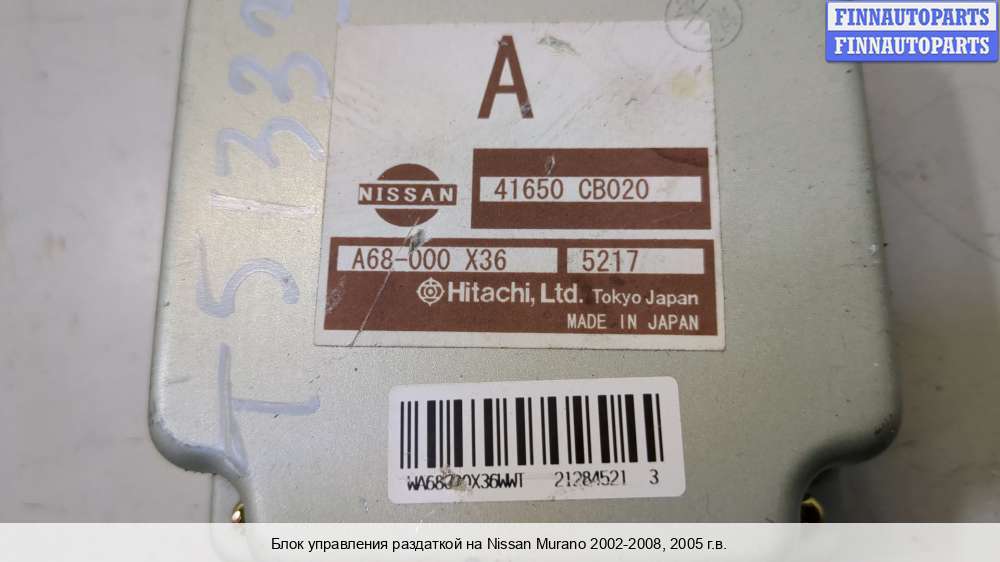 FINNAUTOPARTS
FINNAUTOPARTS
T5133
A
NISSAN
41650 CB020
A68-000 X36
5217
Hitachi, Ltd. Tokyo Japan
MADE IN JAPAN
21284521 3
Блок управления раздаткой на Nissan Murano 2002-2008, 2005 г.в.